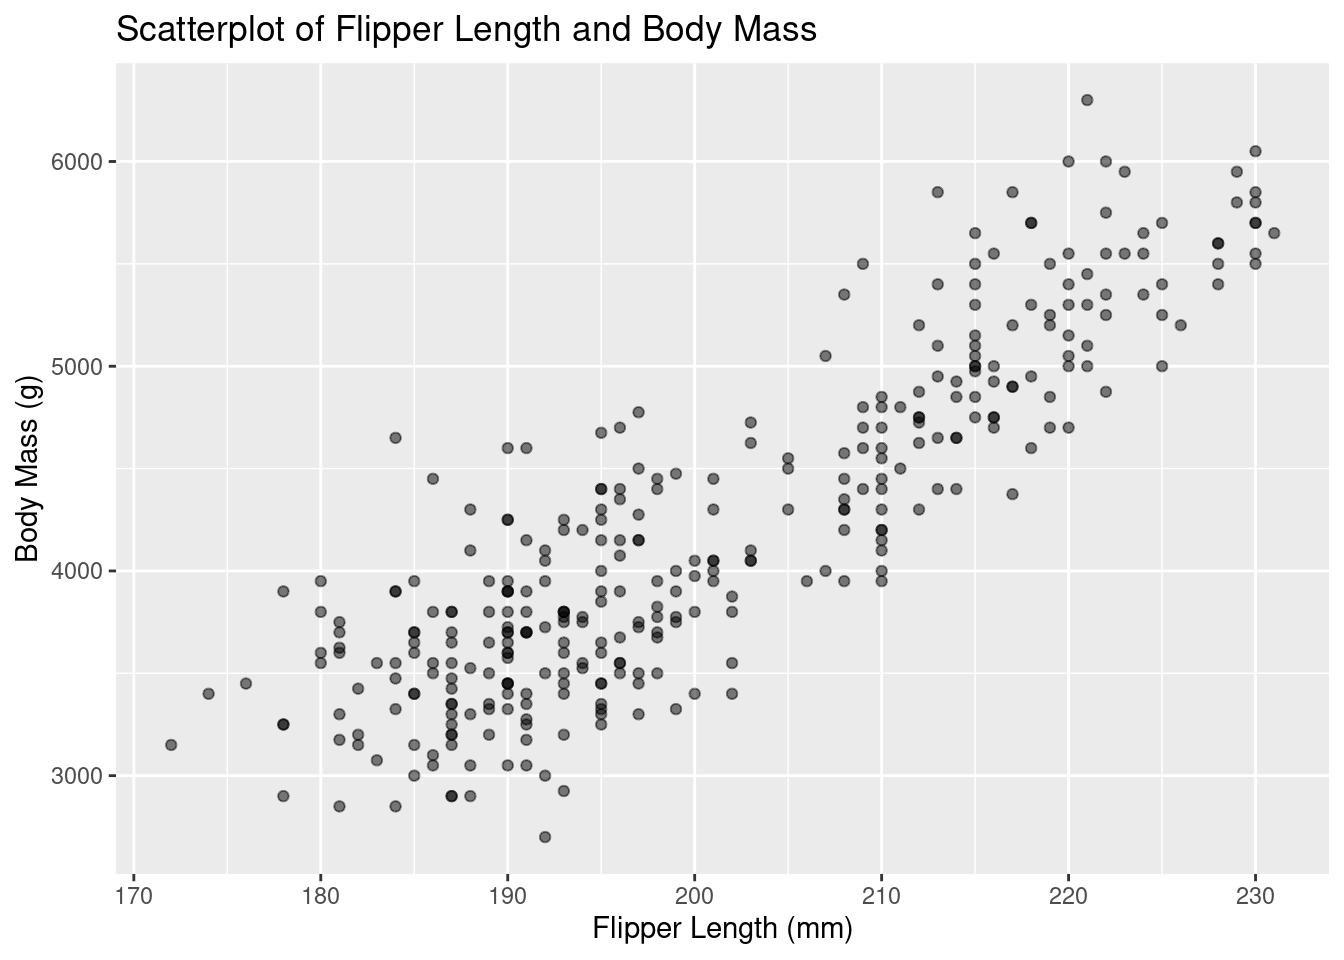 Scatterplot of Flipper Length and Body Mass
6000
5000
4000
3000
Body Mass (g)
170 180 190 200 210 220 230
Flipper Length (mm)